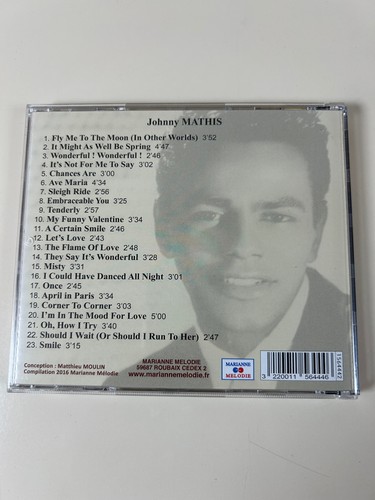 Johnny MATHIS
1. Fly Me To The Moon (In Other Worlds) 3'52
2. It Might As Well Be Spring 4'47
3. Wonderful ! Wonderful ! 2'46
4. It's Not For Me To Say 3'02
5. Chances Are 3'00
6. Ave Maria 4'34
7. Sleigh Ride 2'56
8. Embraceable You 3'25
9. Tenderly 2'57
10. My Funny Valentine 3'34
11. A Certain Smile 2'46
12. Let's Love 2'43
13. The Flame Of Love 2'48
14. They Say It's Wonderful 3'28
15. Misty 3'31
16. I Could Have Danced All Night 3'01
17. Once 2'45
18. April in Paris 3'34
19. Corner To Corner 3'03
20. I'm In The Mood For Love 5'00
21. Oh, How I Try 3'40
22. Should I Wait (Or Should I Run To Her) 2'47
23. Smile 3'15
Conception : Matthieu MOULIN
Compilation 2016 Marianne Mélodie
MARIANNE MELODIE
59687 ROUBAIX CEDEX 2
www.mariannemelodie.fr
MARIANNE
MELODIE
3 220011 564446
1164442